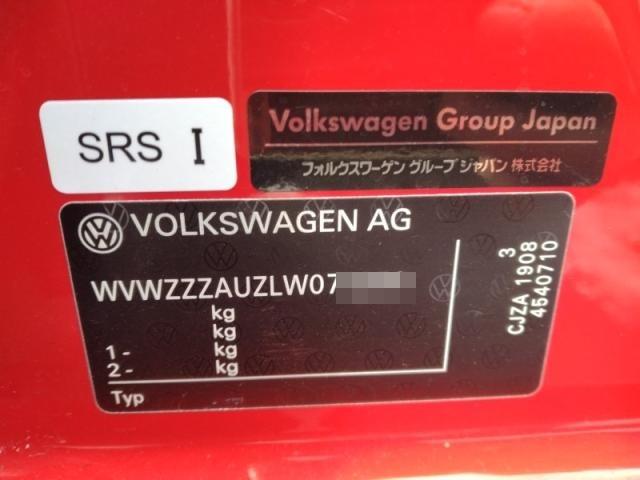 SRS I
Volkswagen Group Japan
フォルクスワーゲン グループ ジャパン 株式会社
VOLKSWAGEN AG
WVWZZZAUZLW07
kg
kg
1- kg
2- kg
Typ
3
CJZA 1908
4540710